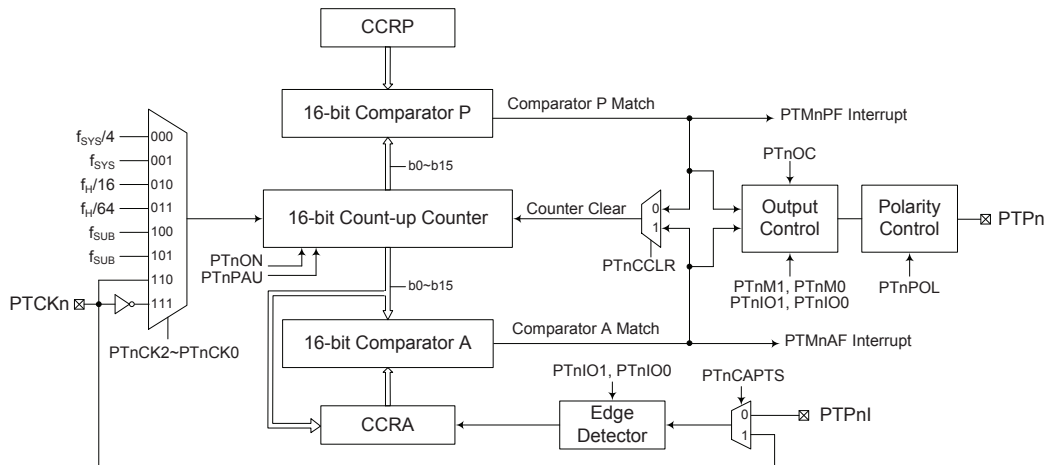 CCRP
16-bit Comparator P
Comparator P Match
PTMnPF Interrupt
b0~b15
PTnOC
fSYS/4
000
fSYS
001
fH/16
010
fH/64
011
fSUB
100
fSUB
101
110
111
PTCKn
PTnCK2~PTnCK0
16-bit Count-up Counter
Counter Clear
0
1
PTnCCLR
Output
Control
Polarity
Control
PTPn
PTnON
PTnPAU
PTnM1, PTnM0
PTnIO1, PTnIO0
PTnPOL
b0~b15
16-bit Comparator A
Comparator A Match
PTMnAF Interrupt
PTnIO1, PTnIO0
PTnCAPTS
CCRA
Edge
Detector
0
1
PTPnI